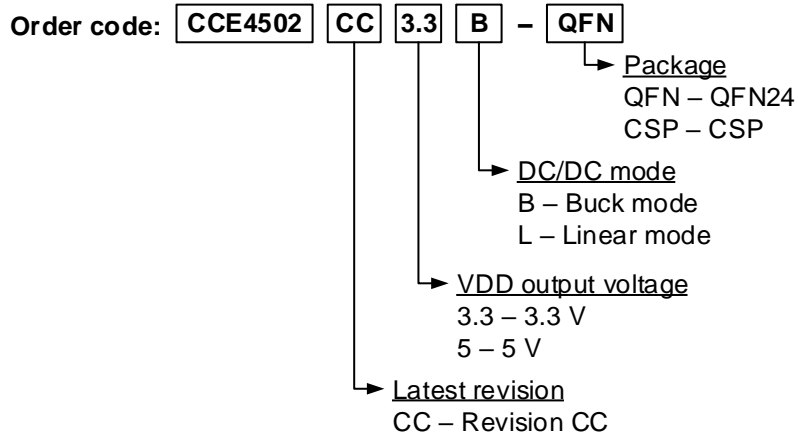 Order code: CCE4502 CC 3.3 B – QFN
Package
QFN – QFN24
CSP – CSP
DC/DC mode
B – Buck mode
L – Linear mode
VDD output voltage
3.3 – 3.3 V
5 – 5 V
Latest revision
CC – Revision CC